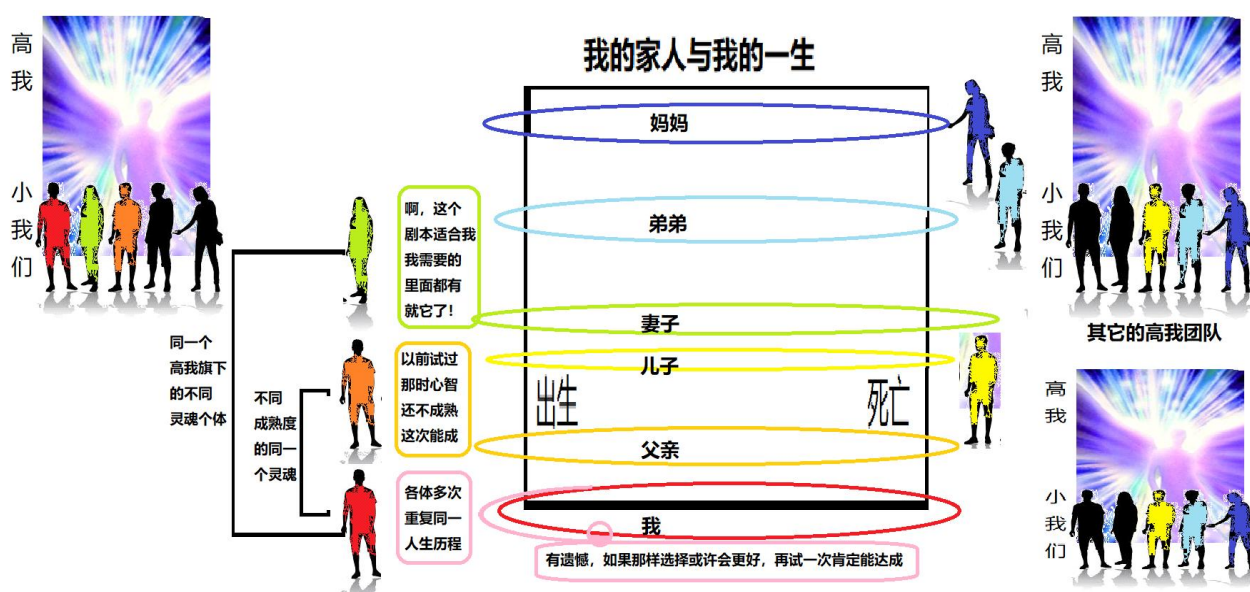 我的家人与我的一生
高我
小我们
啊，这个
剧本适合我
我需要的
里面都有
就它了！
同一个
高我旗下
的不同
灵魂个体
不同
成熟度
的同一
个灵魂
以前试过
那时心智
还不成熟
这次能成
各体多次
重复同一
人生历程
妈妈
弟弟
妻子
儿子
出生
死亡
父亲
我
有遗憾，如果那样选择或许会更好，再试一次肯定能达成
高我
小我们
其它的高我团队
高我
小我们